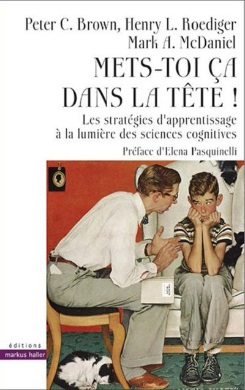 Peter C. Brown, Henry L. Roediger
Mark A. McDaniel
METS-TOI ÇA
DANS LA TÊTE !
Les stratégies d'apprentissage
à la lumière des sciences cognitives
Préface d'Elena Pasquinelli
éditions
markus haller